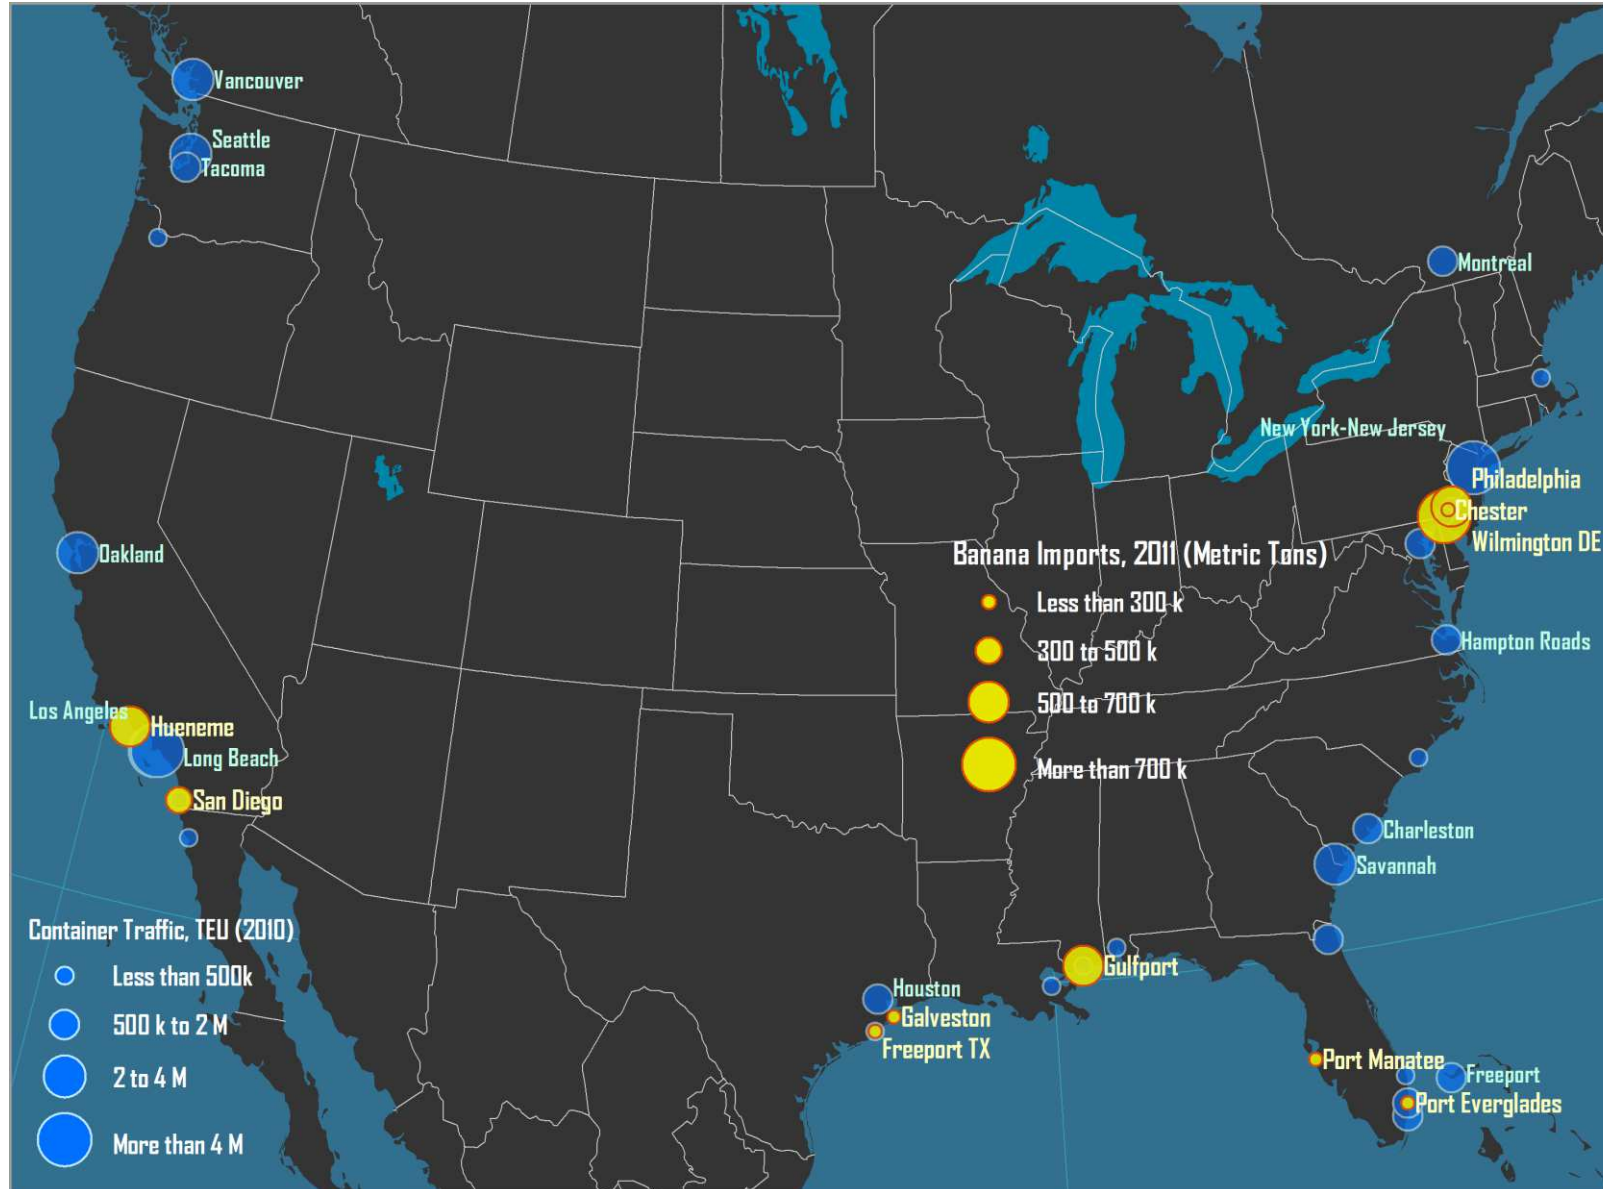 Vancouver
Seattle
Tacoma
Montreal
New York-New Jersey
Philadelphia
Chester
Wilmington DE
Oakland
Banana Imports, 2011 (Metric Tons)
Less than 300 k
300 to 500 k
500 to 700 k
More than 700 k
Hampton Roads
Los Angeles
Hueneme
Long Beach
San Diego
Charleston
Savannah
Container Traffic, TEU (2010)
Less than 500k
500 k to 2 M
2 to 4 M
More than 4 M
Gulfport
Houston
Galveston
Freeport TX
Port Manatee
Freeport
Port Everglades